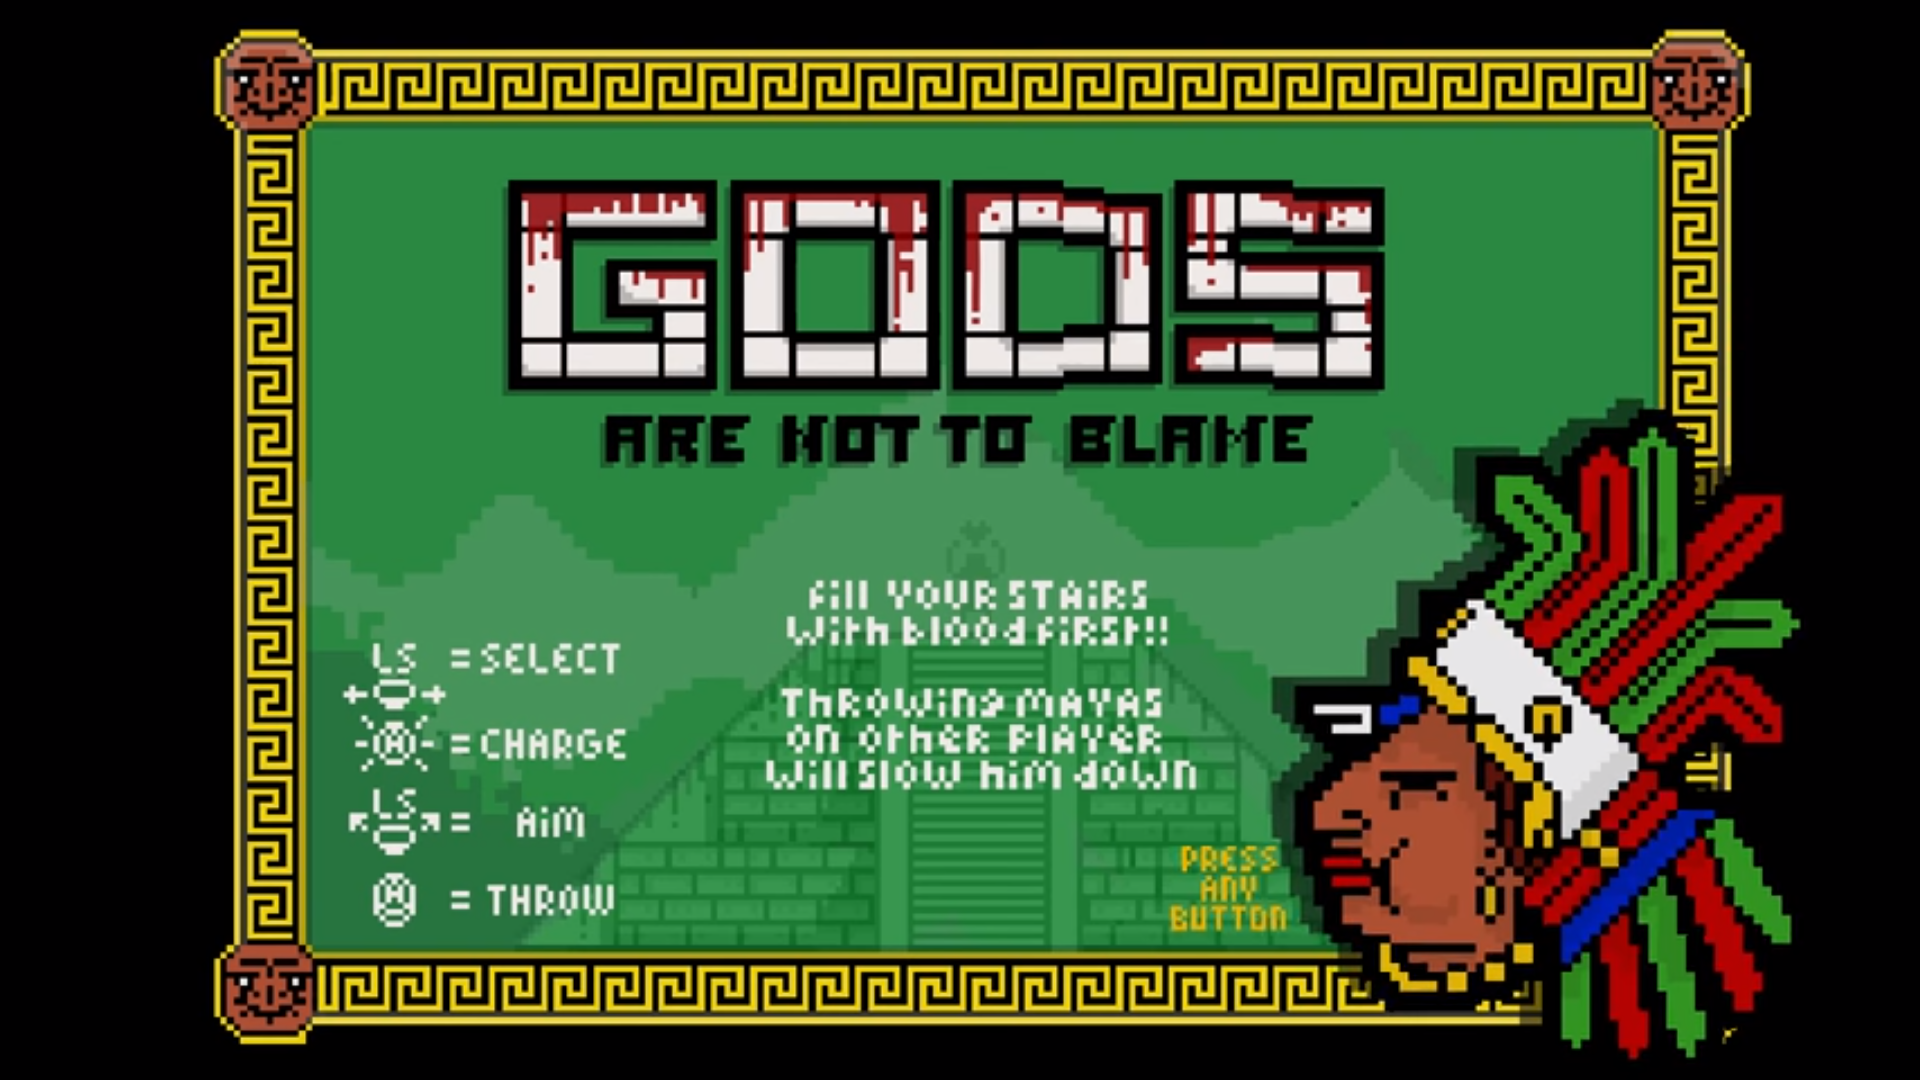 GODS
ARE NOT TO BLAME
fill YOUR STAiRS
With blood first!!
LS = SELECT
THROWing MAYAS
A = CHARGE
on other PlAYER
Will slow him down
LS = AiM
PRESS
ANY
A = THROW
BUTTON